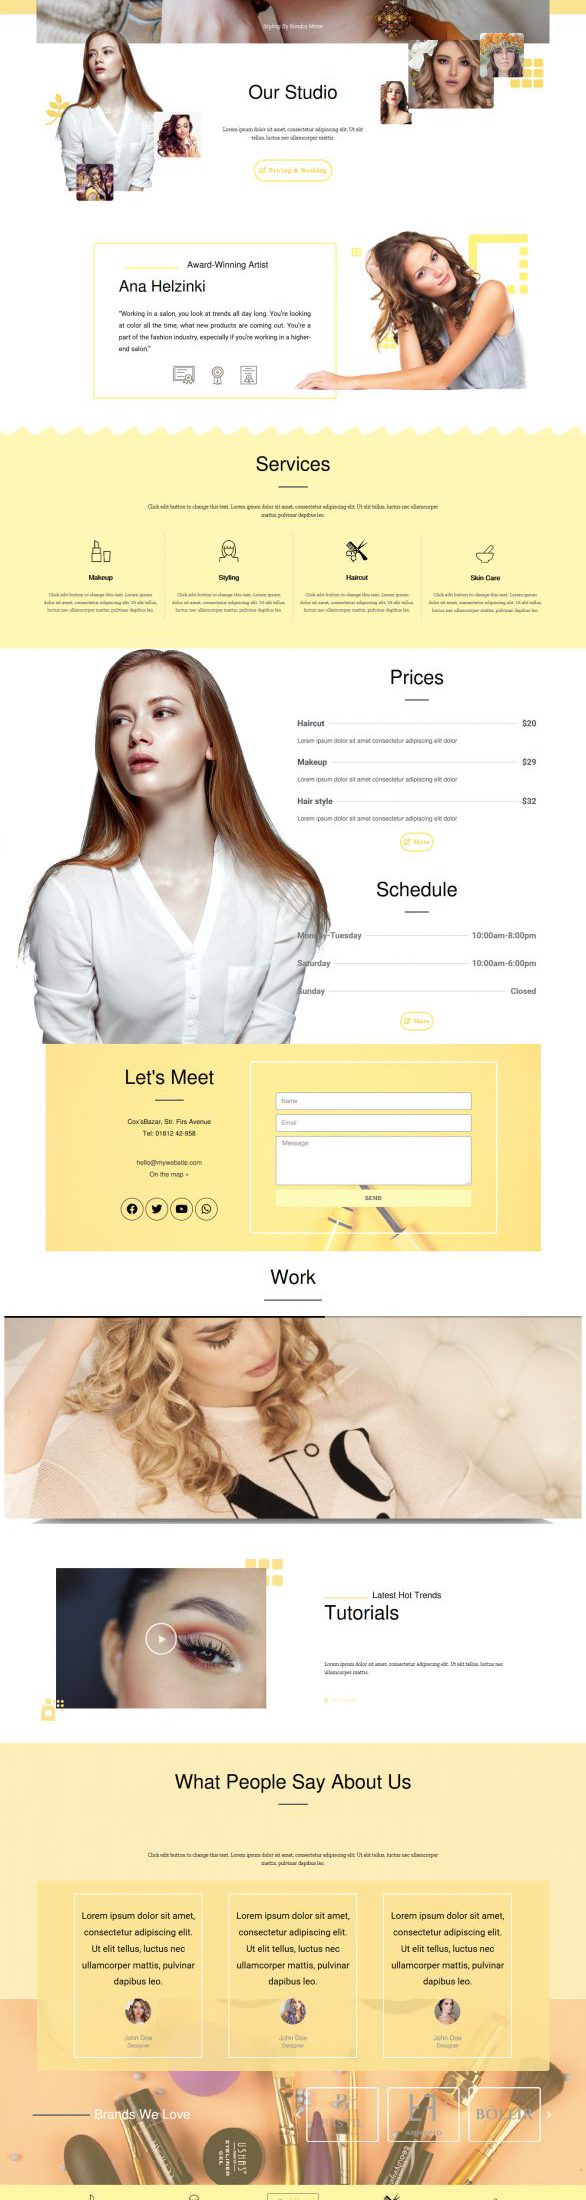 Styling By Kendra Mone
Our Studio
Lorem ipsum dolor sit amet, consectetur adipiscing elit. Ut elit
tellus, luctus nec ullamcorper mattis.
Pricing & Booking
Award-Winning Artist
Ana Helzinki
"Working in a salon, you look at trends all day long. You're looking
at color all the time, what new products are coming out. You're a
part of the fashion industry, especially if you're working in a higher-
end salon."
Services
Click edit button to change this text. Lorem ipsum dolor sit amet, consectetur adipiscing elit. Ut elit tellus, luctus nec ullamcorper
mattis, pulvinar dapibus leo.
Makeup
Click edit button to change this text. Lorem ipsum
dolor sit amet, consectetur adipiscing elit. Ut elit tellus,
luctus nec ullamcorper mattis, pulvinar dapibus leo.
Styling
Click edit button to change this text. Lorem ipsum
dolor sit amet, consectetur adipiscing elit. Ut elit tellus,
luctus nec ullamcorper mattis, pulvinar dapibus leo.
Haircut
Click edit button to change this text. Lorem ipsum
dolor sit amet, consectetur adipiscing elit. Ut elit tellus,
luctus nec ullamcorper mattis, pulvinar dapibus leo.
Skin Care
Click edit button to change this text. Lorem ipsum
dolor sit amet, consectetur adipiscing elit. Ut elit tellus,
luctus nec ullamcorper mattis, pulvinar dapibus leo.
Prices
Haircut $20
Lorem ipsum dolor sit amet consectetur adipiscing elit dolor
Makeup $29
Lorem ipsum dolor sit amet consectetur adipiscing elit dolor
Hair style $32
Lorem ipsum dolor sit amet consectetur adipiscing elit dolor
More
Schedule
Monday-Tuesday 10:00am-8:00pm
Saturday 10:00am-6:00pm
Sunday Closed
More
Let's Meet
Cox'sBazar, Str. Firs Avenue
Tel: 01812 42-958
hello@mywebsite.com
On the map »
Name
Email
Message
SEND
Work
N°C
Latest Hot Trends
Tutorials
Lorem ipsum dolor sit amet, consectetur adipiscing elit. Ut elit tellus, luctus nec
ullamcorper mattis.
What People Say About Us
Click edit button to change this text. Lorem ipsum dolor sit amet, consectetur adipiscing elit. Ut elit tellus, luctus nec ullamcorper
mattis, pulvinar dapibus leo.
Lorem ipsum dolor sit amet,
consectetur adipiscing elit.
Ut elit tellus, luctus nec
ullamcorper mattis, pulvinar
dapibus leo.
John Doe
Designer
Lorem ipsum dolor sit amet,
consectetur adipiscing elit.
Ut elit tellus, luctus nec
ullamcorper mattis, pulvinar
dapibus leo.
John Doe
Designer
Lorem ipsum dolor sit amet,
consectetur adipiscing elit.
Ut elit tellus, luctus nec
ullamcorper mattis, pulvinar
dapibus leo.
John Doe
Designer
Brands We Love
USHAS
EYELINER
GEL